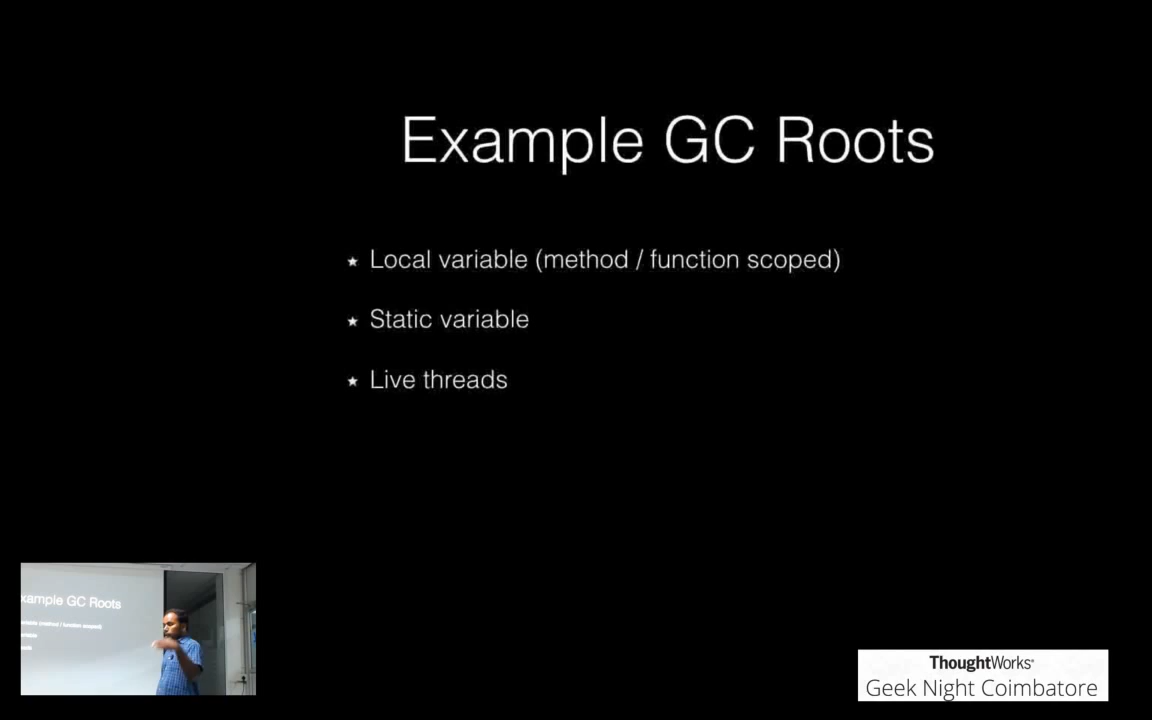 Example GC Roots
★ Local variable (method / function scoped)
★ Static variable
★ Live threads
xample GC Roots
ThoughtWorks®
Geek Night Coimbatore